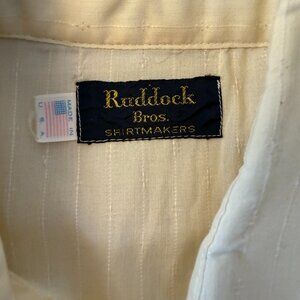 MADE IN
U S A
Ruddock
Bros.
SHIRTMAKERS